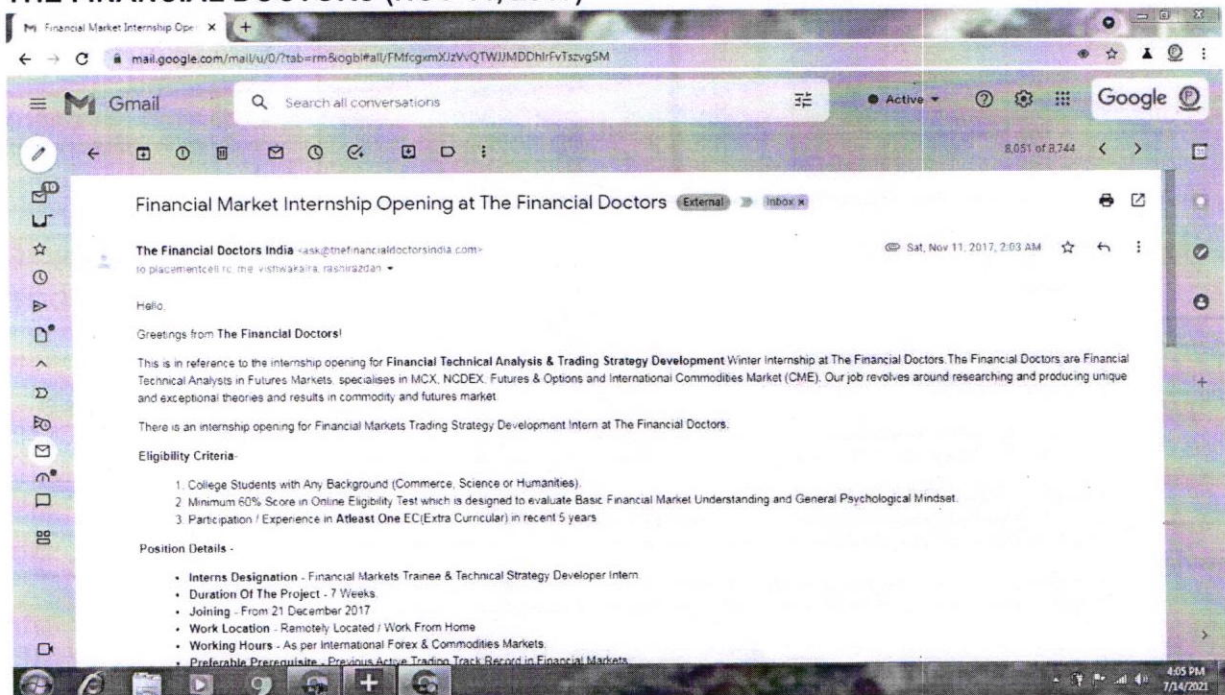 Financial Market Internship Ope
mail.google.com/mail/u/0/?tab=rm&ogbl#all/FMfcgxmXJzVvQTWJJMDDhlrFvTszvgSM
Gmail
Search all conversations
Active
Google
8,051 of 8,744
10
Financial Market Internship Opening at The Financial Doctors External Inbox x
The Financial Doctors India <ask@thefinancialdoctorsindia.com>
Sat, Nov 11, 2017, 2:03 AM
to placementcell.rc, me, vishwakalra, rashirazdan
Hello,
Greetings from The Financial Doctors!
This is in reference to the internship opening for Financial Technical Analysis & Trading Strategy Development Winter Internship at The Financial Doctors.The Financial Doctors are Financial
Technical Analysts in Futures Markets, specialises in MCX, NCDEX, Futures & Options and International Commodities Market (CME). Our job revolves around researching and producing unique
and exceptional theories and results in commodity and futures market.
There is an internship opening for Financial Markets Trading Strategy Development Intern at The Financial Doctors.
Eligibility Criteria-
1. College Students with Any Background (Commerce, Science or Humanities).
2. Minimum 60% Score in Online Eligibility Test which is designed to evaluate Basic Financial Market Understanding and General Psychological Mindset.
3. Participation / Experience in Atleast One EC(Extra Curricular) in recent 5 years
Position Details -
• Interns Designation - Financial Markets Trainee & Technical Strategy Developer Intern.
• Duration Of The Project - 7 Weeks.
• Joining - From 21 December 2017
• Work Location - Remotely Located / Work From Home
• Working Hours - As per International Forex & Commodities Markets.
• Preferable Prerequisite - Previous Active Trading Track Record in Financial Markets
4:05 PM
7/14/2021